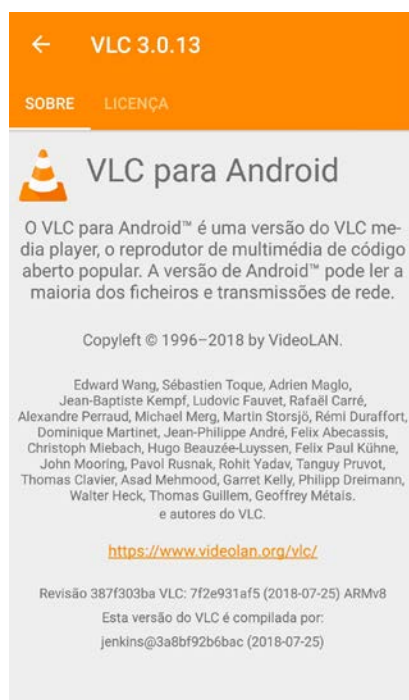 VLC 3.0.13
SOBRE LICENÇA
VLC para Android
O VLC para Android™ é uma versão do VLC me-
dia player, o reprodutor de multimédia de código
aberto popular. A versão de Android™ pode ler a
maioria dos ficheiros e transmissões de rede.
Copyleft © 1996–2018 by VideoLAN.
Edward Wang, Sébastien Toque, Adrien Maglo,
Jean-Baptiste Kempf, Ludovic Fauvet, Rafaël Carré,
Alexandre Perraud, Michael Merg, Martin Storsjö, Rémi Duraffort,
Dominique Martinet, Jean-Philippe André, Felix Abecassis,
Christoph Miebach, Hugo Beauzée-Luyssen, Felix Paul Kühne,
John Mooring, Pavol Rusnak, Rohit Yadav, Tanguy Pruvot,
Thomas Clavier, Asad Mehmood, Garret Kelly, Philipp Dreimann,
Walter Heck, Thomas Guillem, Geoffrey Métais.
e autores do VLC.
https://www.videolan.org/vlc/
Revisão 387f303ba VLC: 7f2e931af5 (2018-07-25) ARMv8
Esta versão do VLC é compilada por:
jenkins@3a8bf92b6bac (2018-07-25)